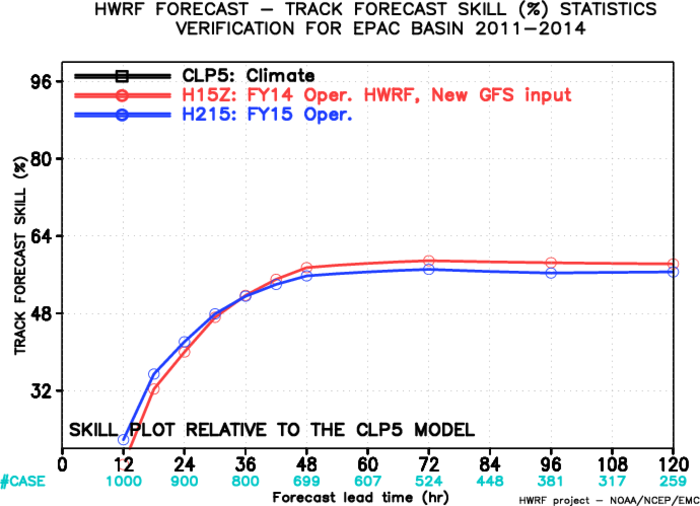 HWRF FORECAST – TRACK FORECAST SKILL (%) STATISTICS
VERIFICATION FOR EPAC BASIN 2011–2014
CLP5: Climate
H15Z: FY14 Oper. HWRF, New GFS input
H215: FY15 Oper.
TRACK FORECAST SKILL (%)
96
80
64
48
32
SKILL PLOT RELATIVE TO THE CLP5 MODEL
0 12 24 36 48 60 72 84 96 108 120
#CASE 1000 900 800 699 607 524 448 381 317 259
Forecast lead time (hr)
HWRF project – NOAA/NCEP/EMC